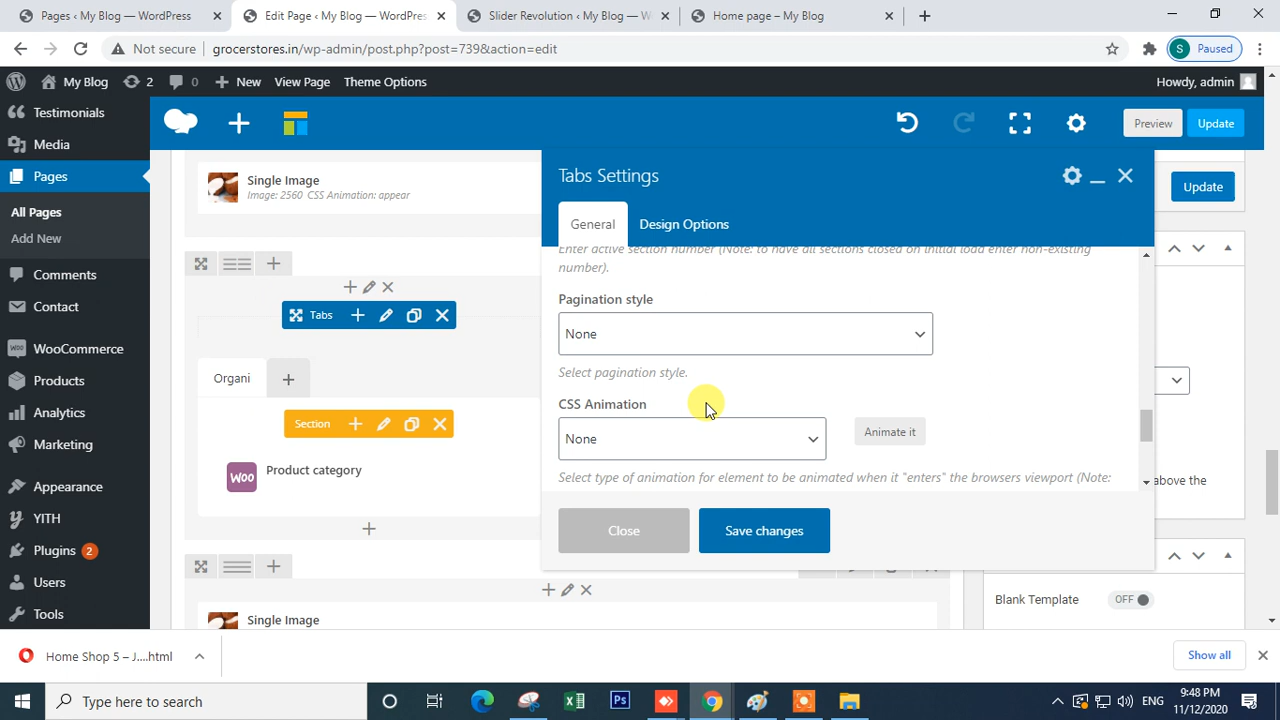 Pages ‹ My Blog — WordPress
Edit Page ‹ My Blog — WordPres
Slider Revolution ‹ My Blog — W
Home page – My Blog
Not secure
grocerstores.in/wp-admin/post.php?post=739&action=edit
S
Paused
My Blog
2
0
New
View Page
Theme Options
Howdy, admin
Testimonials
Media
Pages
All Pages
Add New
Comments
Contact
WooCommerce
Products
Analytics
Marketing
Appearance
YITH
Plugins 2
Users
Tools
Preview
Update
Update
Single Image
Image: 2560 CSS Animation: appear
Tabs
Organi
Section
Woo
Product category
Single Image
Tabs Settings
General
Design Options
Enter active section number (Note: to have all sections closed on initial load enter non-existing
number).
Pagination style
None
Select pagination style.
CSS Animation
None
Animate it
Select type of animation for element to be animated when it "enters" the browsers viewport (Note:
Close
Save changes
above the
Blank Template
OFF
Home Shop 5 – J....html
Show all
Type here to search
Ps
ENG
9:48 PM
11/12/2020